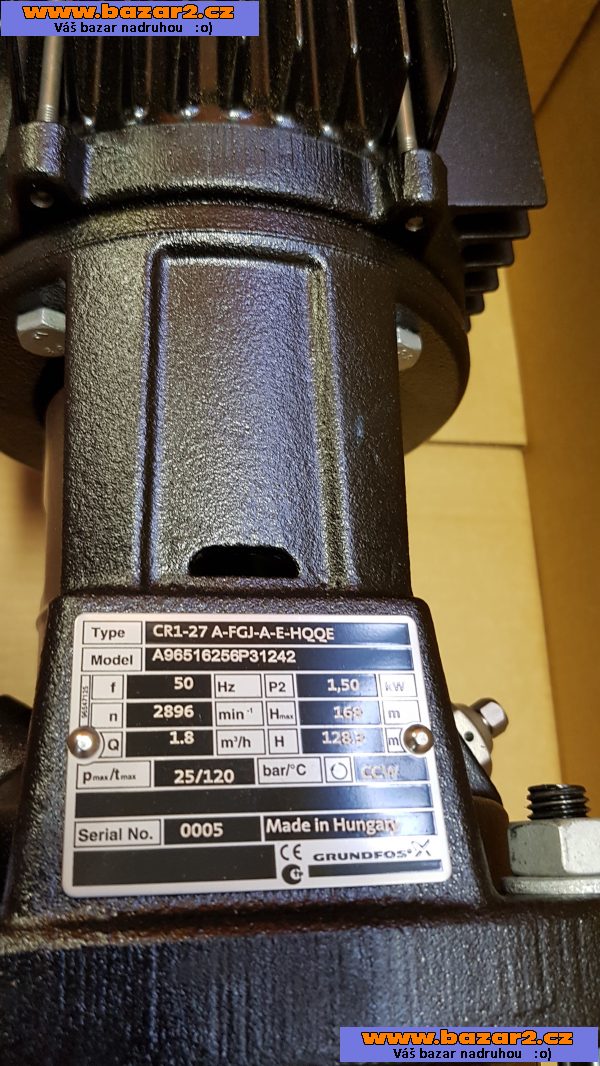 www.bazar2.cz
Váš bazar nadruhou :o)
Type CR1-27 A-FGJ-A-E-HQQE
Model A96516256P31242
f 50 Hz P2 1,50 kW
n 2896 min⁻¹ Hmax 168 m
Q 1.8 m³/h H m
pmax/tmax 25/120 bar/°C CCW
Serial No. 0005 Made in Hungary
CE GRUNDFOS
www.bazar2.cz
Váš bazar nadruhou :o)